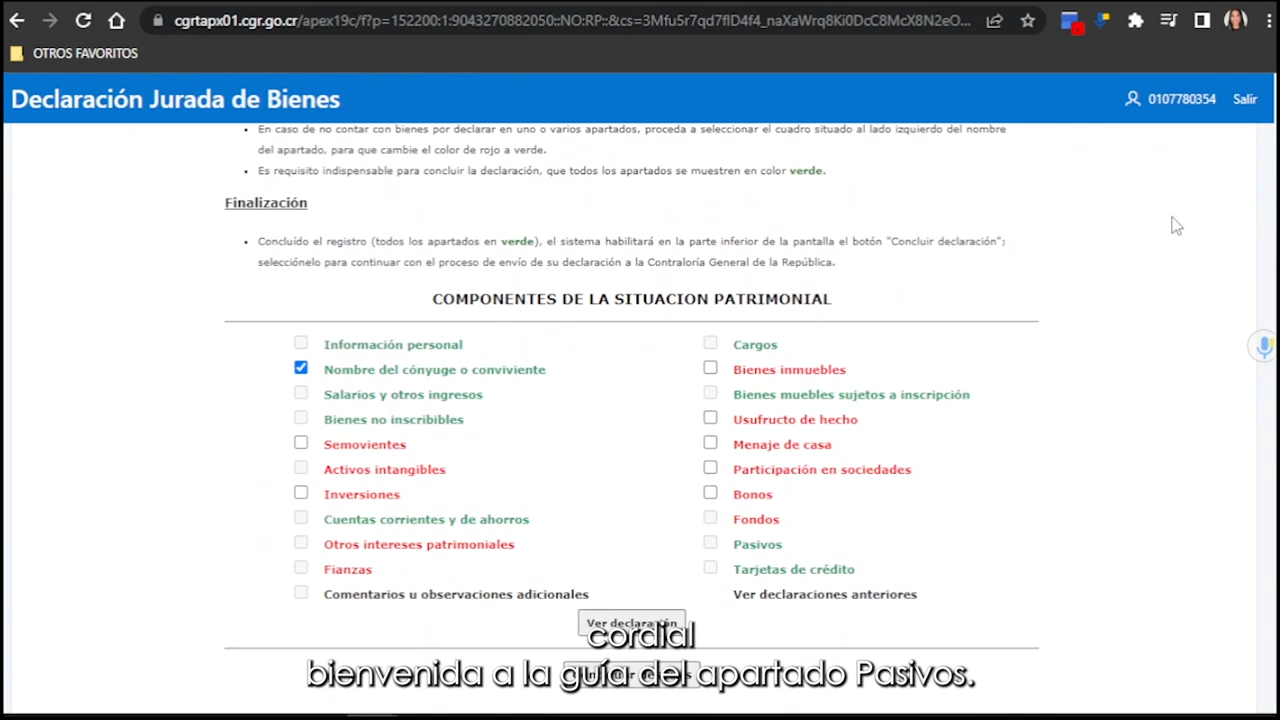 cgrtapx01.cgr.go.cr/apex19c/f?p=152200:1:9043270882050::NO:RP::&cs=3Mfu5r7qd7flD4f4_naXaWrq8Ki0DcC8McX8N2eO...
OTROS FAVORITOS
Declaración Jurada de Bienes
0107780354 Salir
• En caso de no contar con bienes por declarar en uno o varios apartados, proceda a seleccionar el cuadro situado al lado izquierdo del nombre
del apartado, para que cambie el color de rojo a verde.
• Es requisito indispensable para concluir la declaración, que todos los apartados se muestren en color verde.
Finalización
• Concluído el registro (todos los apartados en verde), el sistema habilitará en la parte inferior de la pantalla el botón "Concluir declaración";
selecciónelo para continuar con el proceso de envío de su declaración a la Contraloría General de la República.
COMPONENTES DE LA SITUACION PATRIMONIAL
Información personal Cargos
Nombre del cónyuge o conviviente Bienes inmuebles
Salarios y otros ingresos Bienes muebles sujetos a inscripción
Bienes no inscribibles Usufructo de hecho
Semovientes Menaje de casa
Activos intangibles Participación en sociedades
Inversiones Bonos
Cuentas corrientes y de ahorros Fondos
Otros intereses patrimoniales Pasivos
Fianzas Tarjetas de crédito
Comentarios u observaciones adicionales Ver declaraciones anteriores
Ver declaración
cordial
bienvenida a la guía del apartado Pasivos.